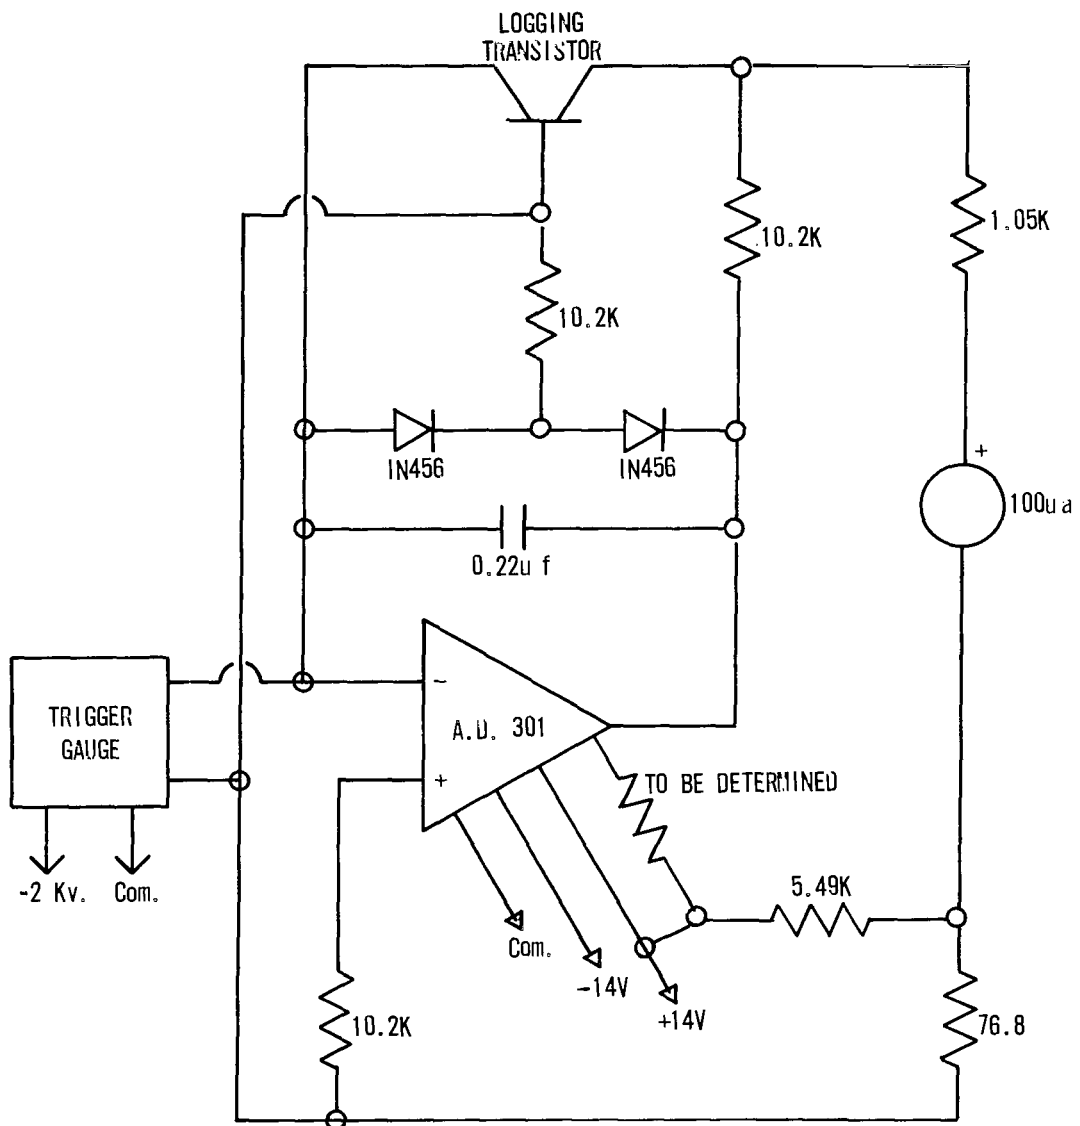 LOGGING
TRANSISTOR
1.05K
10.2K
10.2K
IN456
IN456
+
100ua
0.22uf
TRIGGER
GAUGE
-
A.D. 301
+
TO BE DETERMINED
-2 Kv.
Com.
5.49K
Com.
-14V
+14V
10.2K
76.8